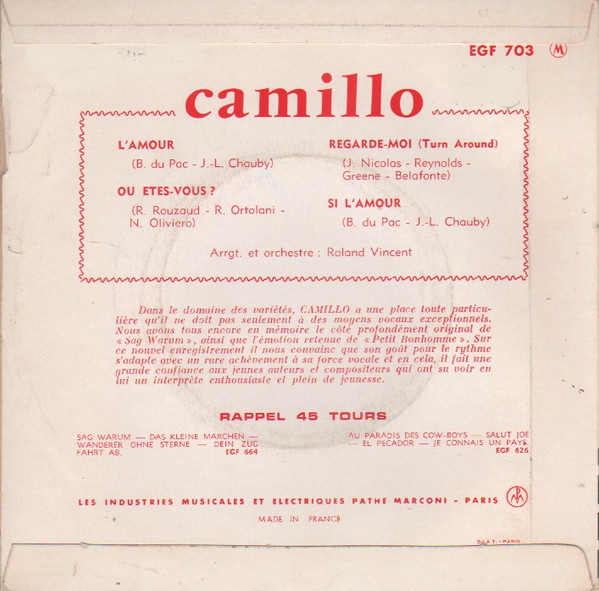 EGF 703 M
camillo
L'AMOUR
(B. du Pac - J.-L. Chauby)
OU ETES-VOUS ?
(R. Rouzaud - R. Ortolani -
N. Oliviero)
REGARDE-MOI (Turn Around)
(J. Nicolas - Reynolds -
Greene - Belafonte)
SI L'AMOUR
(B. du Pac - J.-L. Chauby)
Arrgt. et orchestre : Roland Vincent
Dans le domaine des variétés, CAMILLO a une place toute particu-
lière qu'il ne doit pas seulement à des moyens vocaux exceptionnels.
Nous avons tous encore en mémoire le côté profondément original de
« Sag Warum », ainsi que l'émotion retenue de « Petit Bonhomme ». Sur
ce nouvel enregistrement il nous convainc que son goût pour le rythme
s'adapte avec un rare achèvement à sa force vocale et en cela, il fait une
grande confiance aux jeunes auteurs et compositeurs qui ont su voir en
lui un interprète enthousiaste et plein de jeunesse.
RAPPEL 45 TOURS
SAG WARUM — DAS KLEINE MARCHEN —
WANDERER OHNE STERNE — DEIN ZUG
FAHRT AB. EGF 664
AU PARADIS DES COW-BOYS — SALUT JOE
— EL PECADOR — JE CONNAIS UN PAYS.
EGF 626
LES INDUSTRIES MUSICALES ET ELECTRIQUES PATHE MARCONI - PARIS
MADE IN FRANCE
PARIS